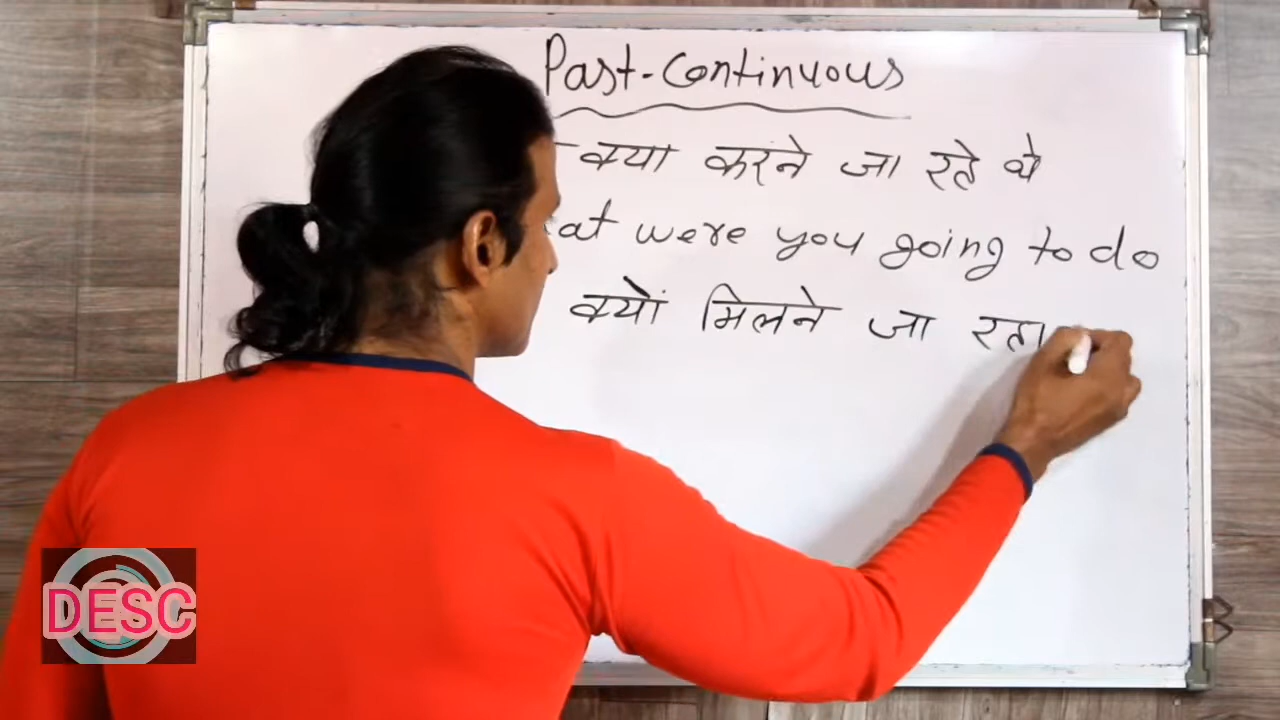 Past-Continuous
क्या करने जा रहे थे
at were you going to do
क्यों मिलने जा रहा
DESC